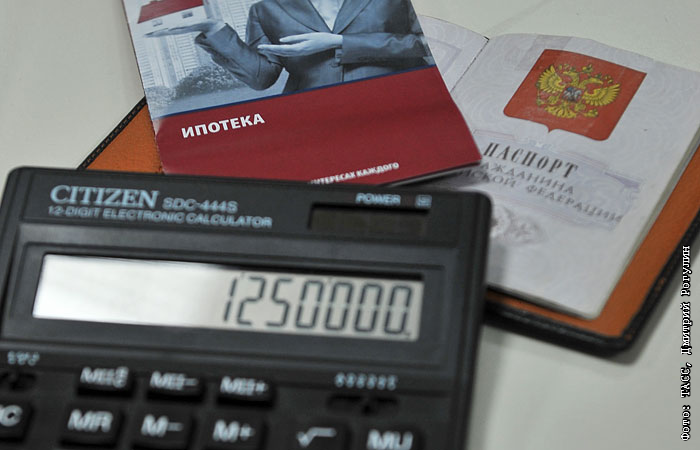 ИПОТЕКА
ИНТЕРЕСАХ КАЖДОГО
ПАСПОРТ
ГРАЖДАНИНА
ФЕДЕРАЦИИ
CITIZEN SDC-444S
12-DIGIT ELECTRONIC CALCULATOR
POWER
1250000.
M
M- M+
MR M- M+ √ MU
Фото: ТАСС, Дмитрий Рогулин